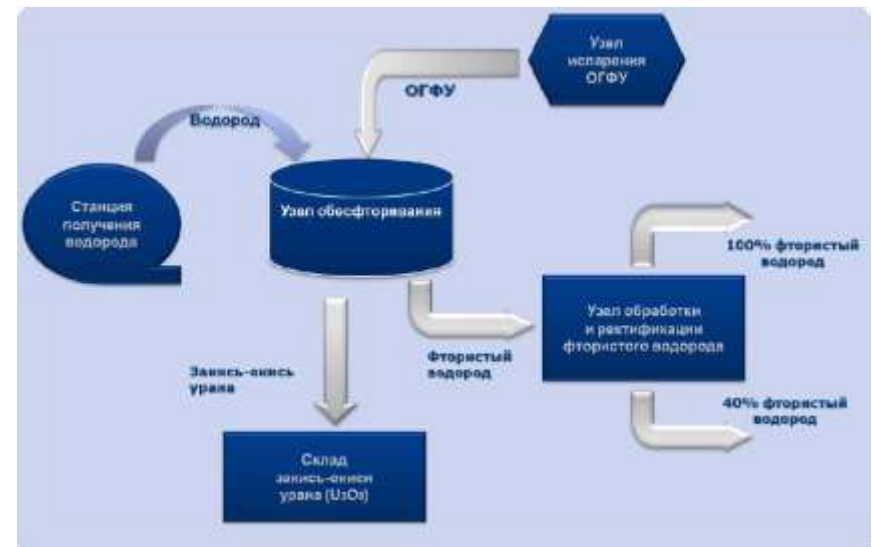 Узел
испарения
ОГФУ
ОГФУ
Водород
Станция
получения
водорода
Узел обесфторивания
100% фтористый
водород
Узел обработки
и ректификации
фтористого водорода
Фтористый
водород
Закись-окись
урана
40% фтористый
водород
Склад
закись-окиси
урана (U3O8)